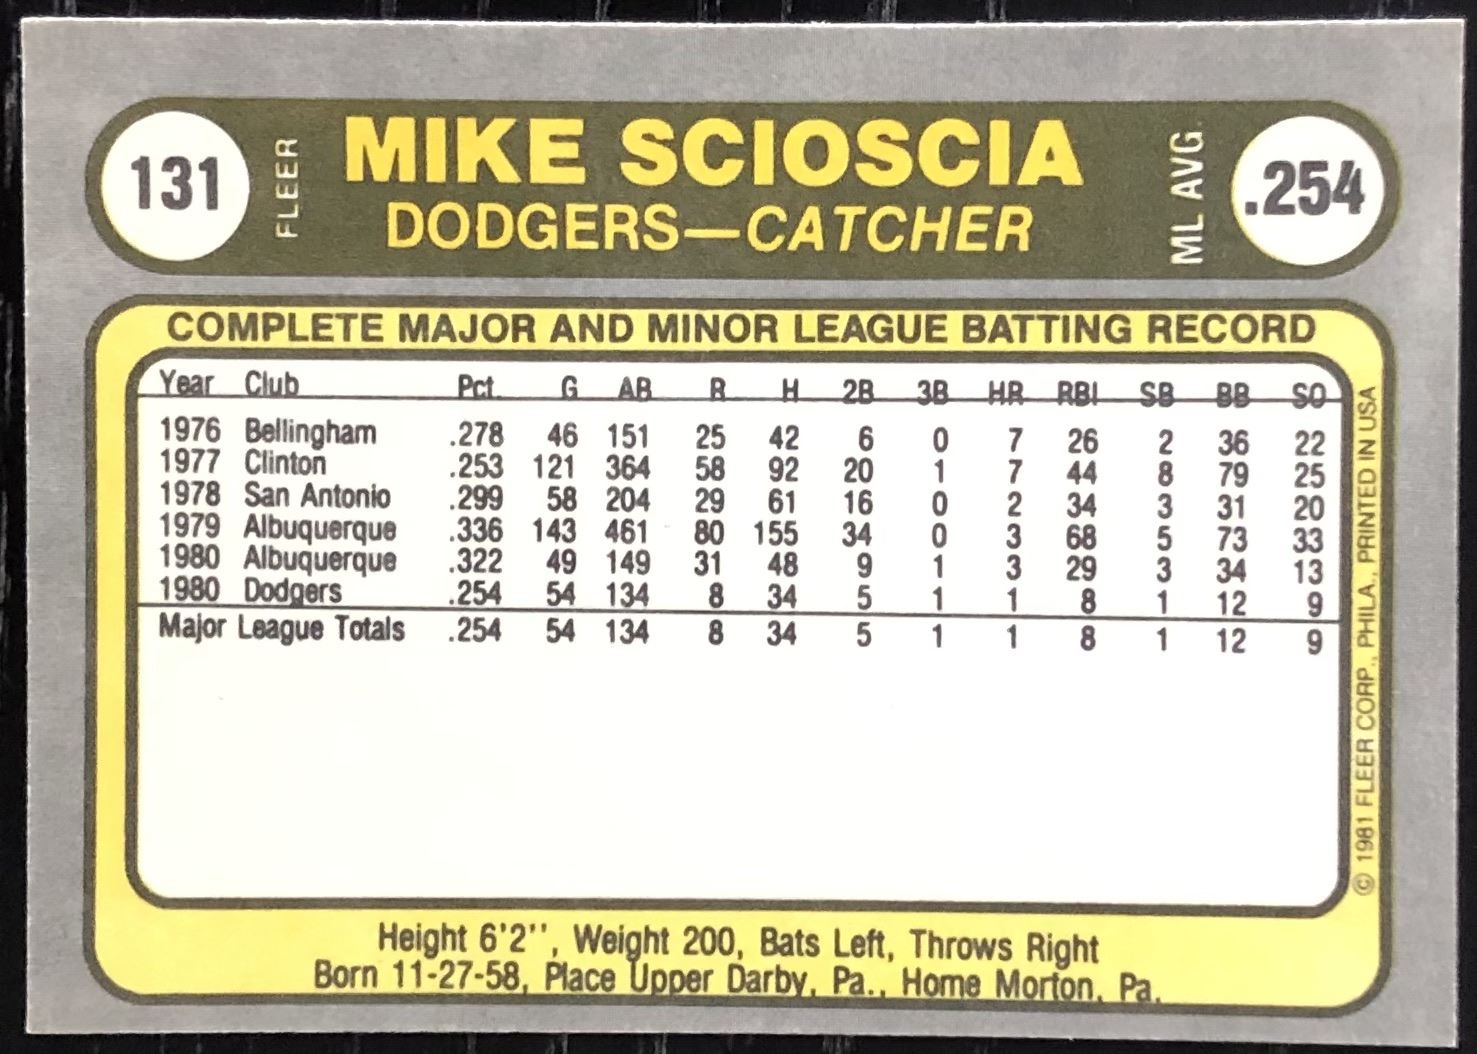 131 FLEER MIKE SCIOSCIA ML AVG. .254
DODGERS—CATCHER
COMPLETE MAJOR AND MINOR LEAGUE BATTING RECORD
Year Club Pct. G AB R H 2B 3B HR RBI SB BB SO
1976 Bellingham .278 46 151 25 42 6 0 7 26 2 36 22
1977 Clinton .253 121 364 58 92 20 1 7 44 8 79 25
1978 San Antonio .299 58 204 29 61 16 0 2 34 3 31 20
1979 Albuquerque .336 143 461 80 155 34 0 3 68 5 73 33
1980 Albuquerque .322 49 149 31 48 9 1 3 29 3 34 13
1980 Dodgers .254 54 134 8 34 5 1 1 8 1 12 9
Major League Totals .254 54 134 8 34 5 1 1 8 1 12 9
Height 6'2'', Weight 200, Bats Left, Throws Right
Born 11-27-58, Place Upper Darby, Pa., Home Morton, Pa.
© 1981 FLEER CORP., PHILA., PRINTED IN USA